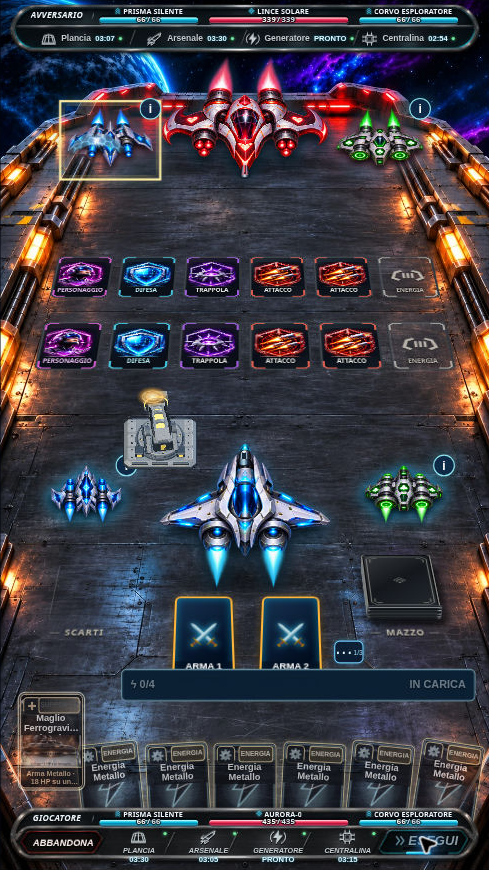 AVVERSARIO
PRISMA SILENTE
66/66
LINCE SOLARE
339/339
CORVO ESPLORATORE
66/66
Plancia 03:07
Arsenale 03:30
Generatore PRONTO
Centralina 02:54
i
i
PERSONAGGIO
DIFESA
TRAPPOLA
ATTACCO
ATTACCO
ENERGIA
PERSONAGGIO
DIFESA
TRAPPOLA
ATTACCO
ATTACCO
ENERGIA
i
SCARTI
MAZZO
ARMA 1
ARMA 2
1/3
0/4
IN CARICA
Maglio
Ferrogravi...
Arma Metallo ·
18 HP su un...
ENERGIA
Energia
Metallo
ENERGIA
Energia
Metallo
ENERGIA
Energia
Metallo
ENERGIA
Energia
Metallo
ENERGIA
Energia
Metallo
ENERGIA
Energia
Metallo
GIOCATORE
PRISMA SILENTE
66/66
AURORA-0
435/435
CORVO ESPLORATORE
66/66
ABBANDONA
PLANCIA
03:30
ARSENALE
03:05
GENERATORE
PRONTO
CENTRALINA
03:15
ESEGUI